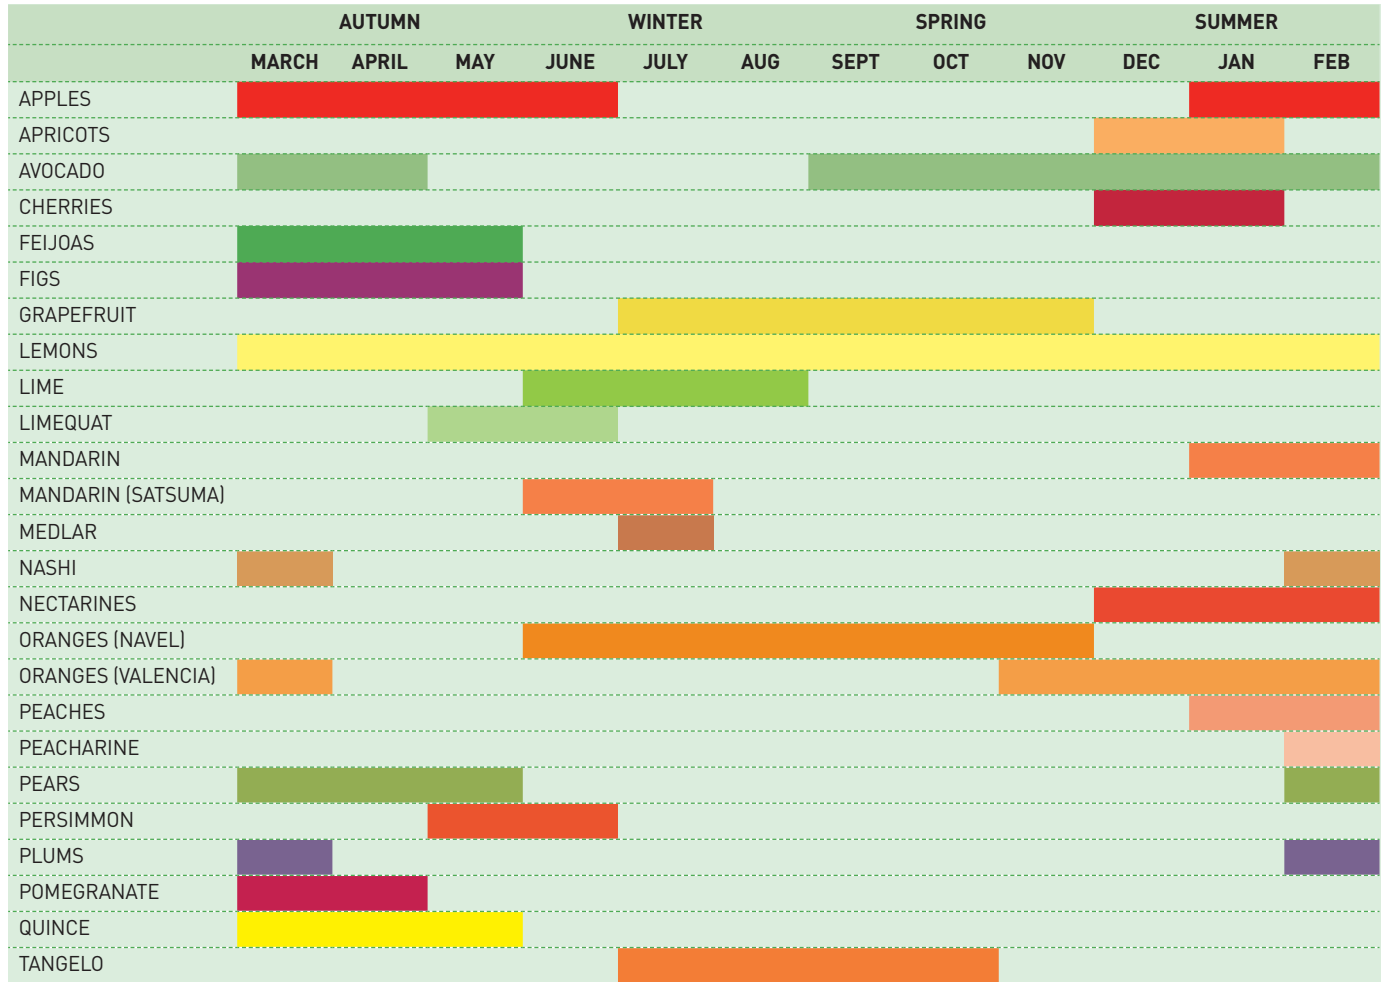 AUTUMN WINTER SPRING SUMMER
MARCH APRIL MAY JUNE JULY AUG SEPT OCT NOV DEC JAN FEB
APPLES
APRICOTS
AVOCADO
CHERRIES
FEIJOAS
FIGS
GRAPEFRUIT
LEMONS
LIME
LIMEQUAT
MANDARIN
MANDARIN (SATSUMA)
MEDLAR
NASHI
NECTARINES
ORANGES (NAVEL)
ORANGES (VALENCIA)
PEACHES
PEACHARINE
PEARS
PERSIMMON
PLUMS
POMEGRANATE
QUINCE
TANGELO